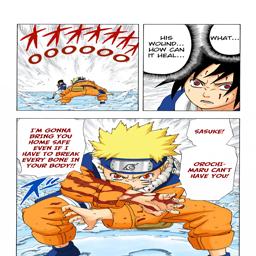 WHAT...
HIS
WOUND...
HOW CAN
IT HEAL...
SASUKE!
OROCHI-
MARU CAN'T
HAVE YOU!
I'M GONNA
BRING YOU
HOME SAFE
EVEN IF I
HAVE TO BREAK
EVERY BONE IN
YOUR BODY!!